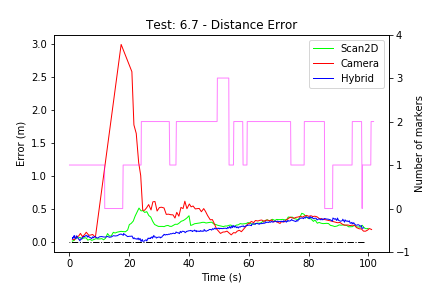 Test: 6.7 - Distance Error
Scan2D
Camera
Hybrid
Error (m)
3.0
2.5
2.0
1.5
1.0
0.5
0.0
4
3
2
1
0
−1
Number of markers
0 20 40 60 80 100
Time (s)